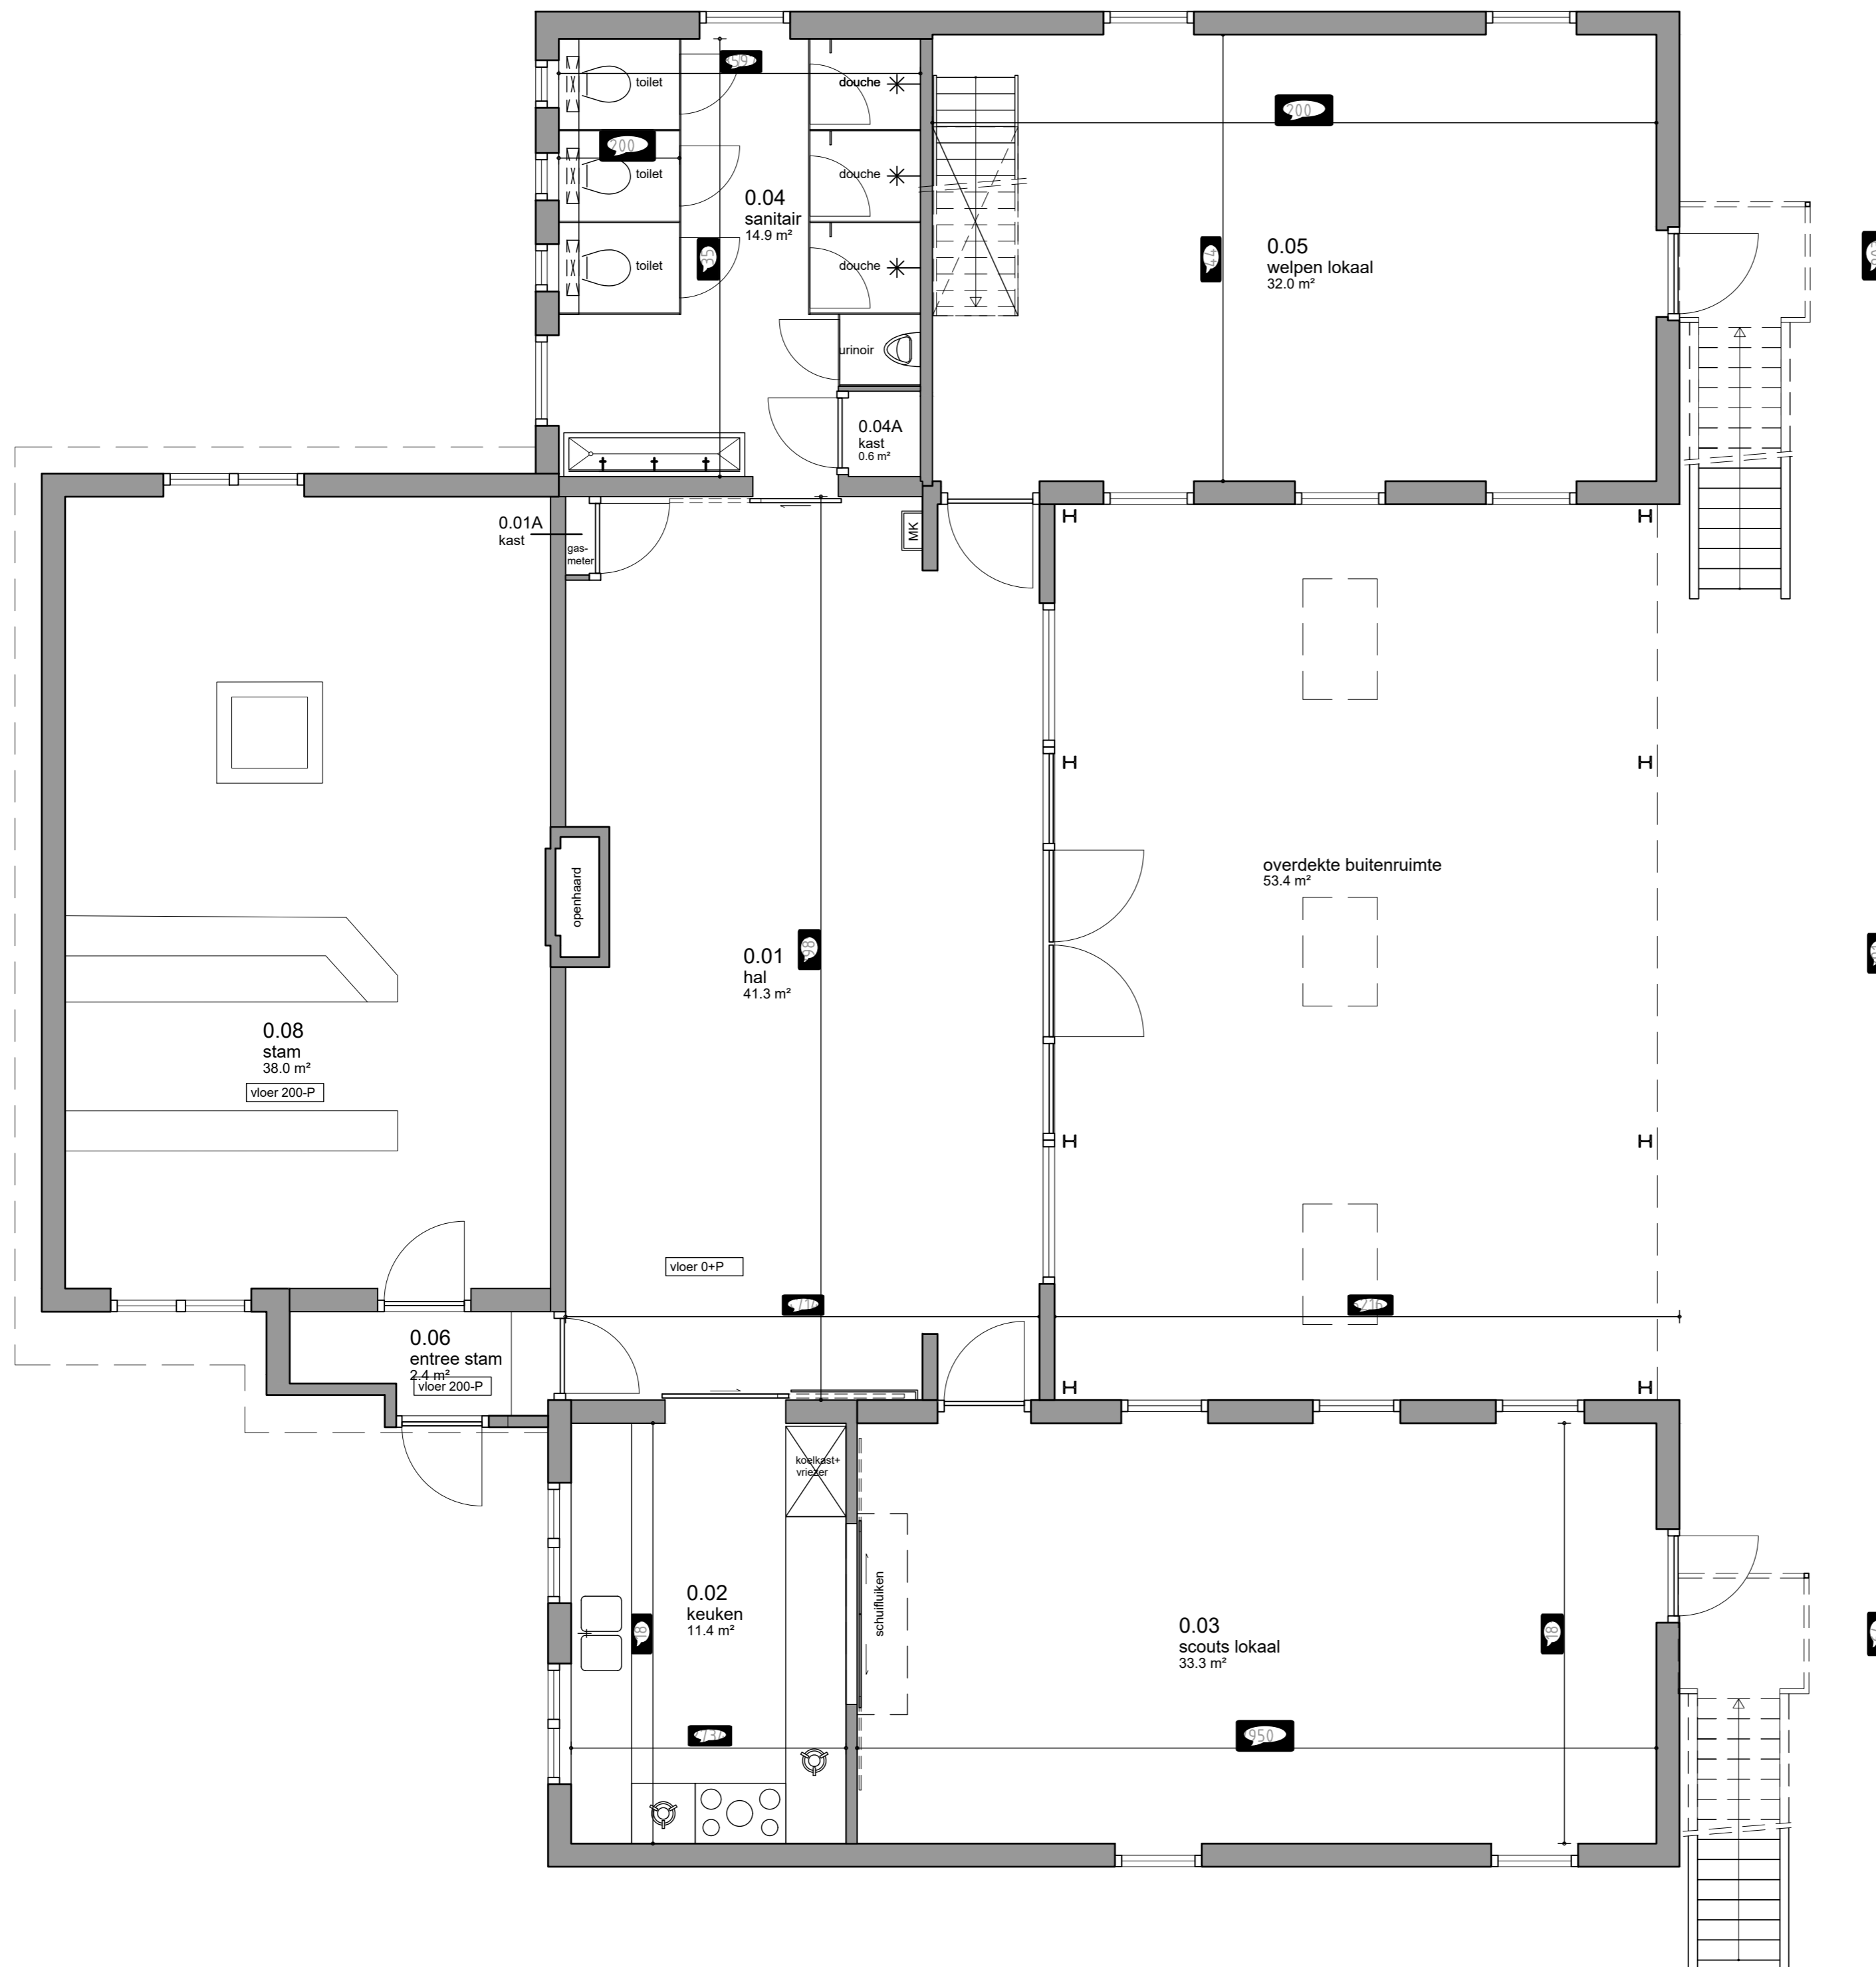 toilet
douche
toilet
douche
0.04
sanitair
14.9 m²
toilet
douche
200
200
44
0.05
welpen lokaal
32.0 m²
urinoir
0.04A
kast
0.6 m²
0.01A
kast
gas-
meter
MK
openhaard
overdekte buitenruimte
53.4 m²
0.01
hal
41.3 m²
98
0.08
stam
38.0 m²
vloer 200-P
vloer 0+P
0.06
entree stam
2.4 m²
vloer 200-P
koelkast+
vriezer
schuifluiken
0.02
keuken
11.4 m²
18
0.03
scouts lokaal
33.3 m²
18
950